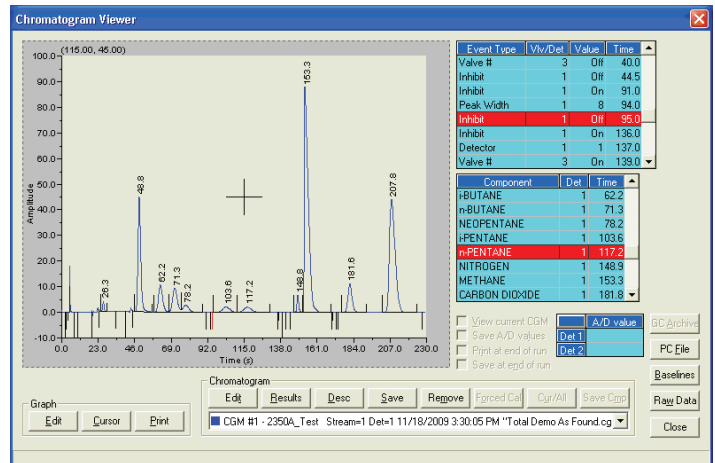 Chromatogram Viewer
(115.00, 45.00)
100.0
90.0
80.0
70.0
60.0
50.0
40.0
30.0
20.0
10.0
0.0
-10.0
Amplitude
26.3
48.8
62.2
71.3
78.2
103.6
117.2
148.8
153.3
181.6
207.8
0.0 23.0 46.0 69.0 92.0 115.0 138.0 161.0 184.0 207.0 230.0
Time (s)
Event Type Vlv/Det Value Time
Valve # 3 Off 40.0
Inhibit 1 Off 44.5
Inhibit 1 On 91.0
Peak Width 1 8 94.0
Inhibit 1 Off 95.0
Inhibit 1 On 136.0
Detector 1 1 137.0
Valve # 3 On 139.0
Component Det Time
i-BUTANE 1 62.2
n-BUTANE 1 71.3
NEOPENTANE 1 78.2
i-PENTANE 1 103.6
n-PENTANE 1 117.2
NITROGEN 1 148.9
METHANE 1 153.3
CARBON DIOXIDE 1 181.8
View current CGM
Save A/D values
Print at end of run
Save at end of run
A/D value
Det 1
Det 2
GC Archive
PC File
Baselines
Raw Data
Close
Graph
Edit Cursor Print
Chromatogram
Edit Results Desc Save Remove Forced Cal Cur/All Save Cmp
CGM #1 - 2350A_Test Stream=1 Det=1 11/18/2009 3:30:05 PM "Total Demo As Found.cg